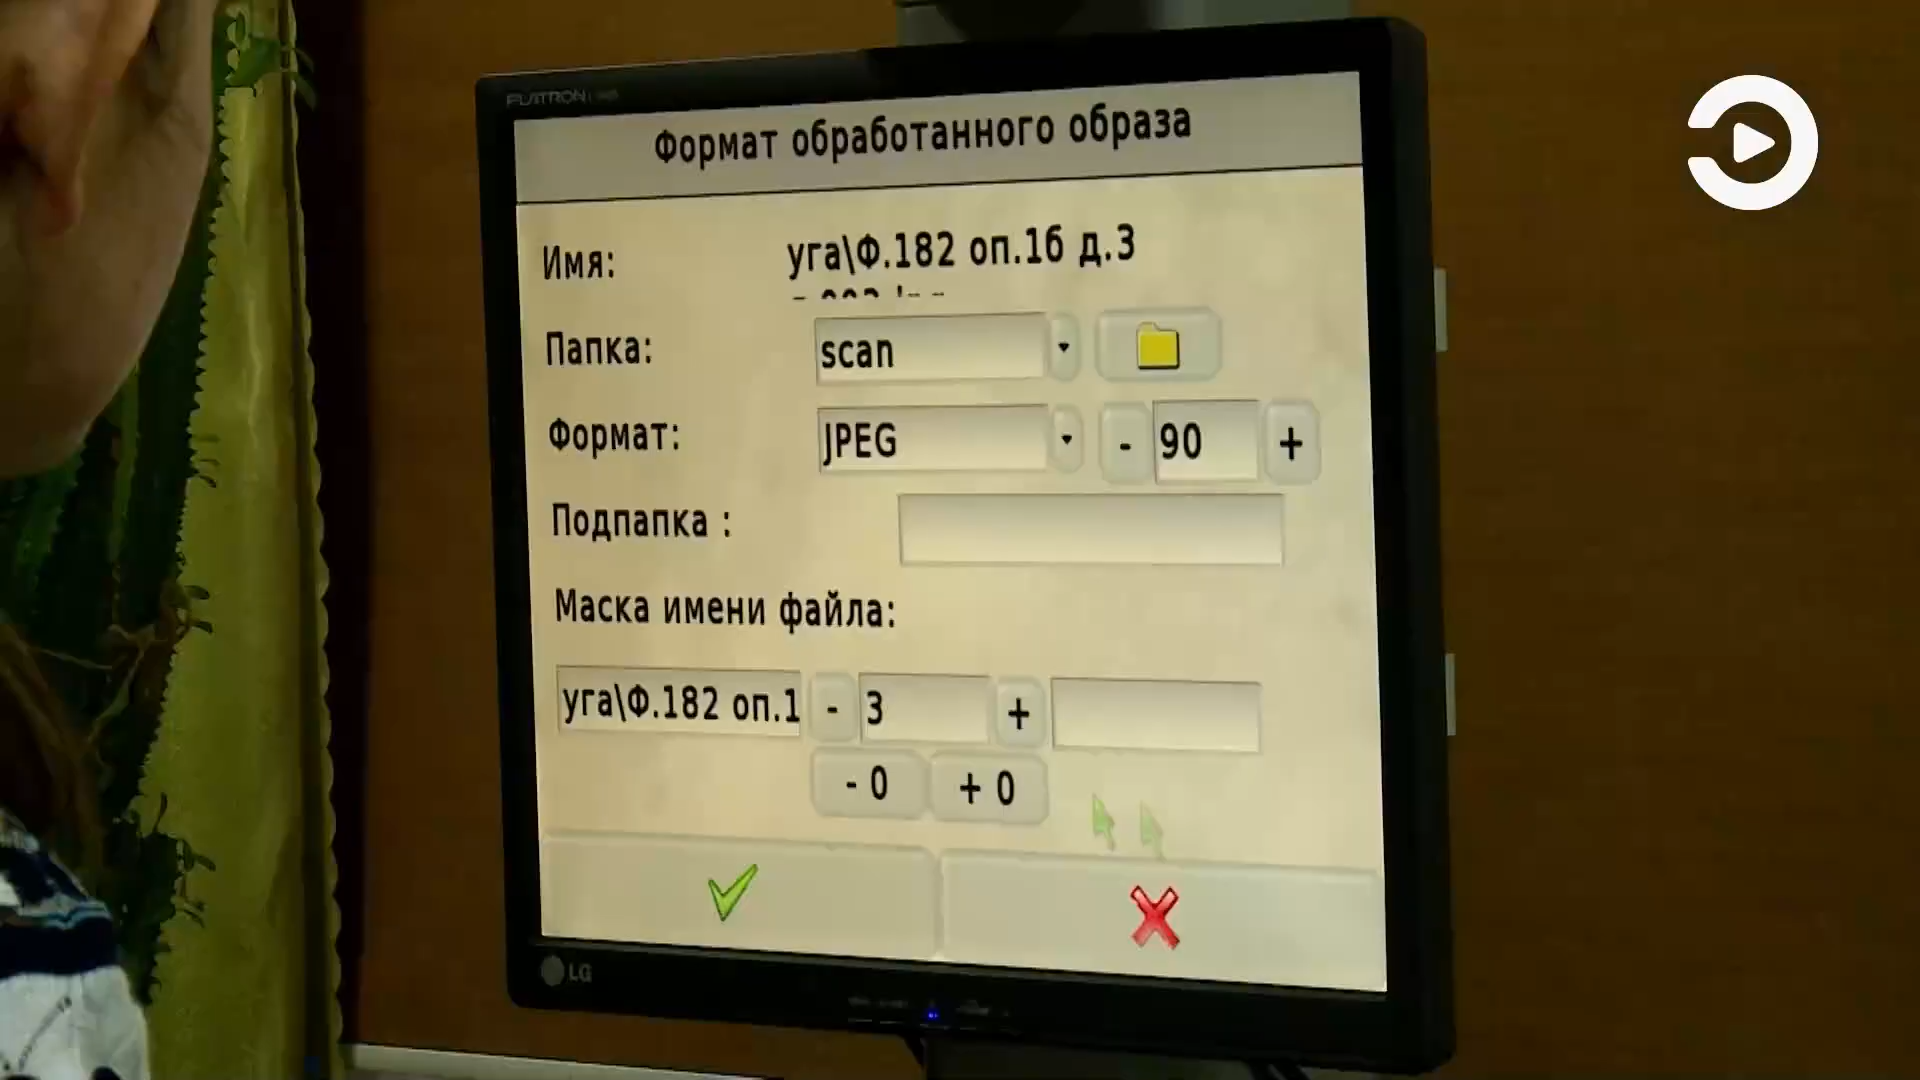 FLATRON
Формат обработанного образа
Имя: уга\Ф.182 оп.1б д.3
Папка: scan
Формат: JPEG - 90 +
Подпапка :
Маска имени файла:
уга\Ф.182 оп.1 - 3 +
- 0 + 0
LG